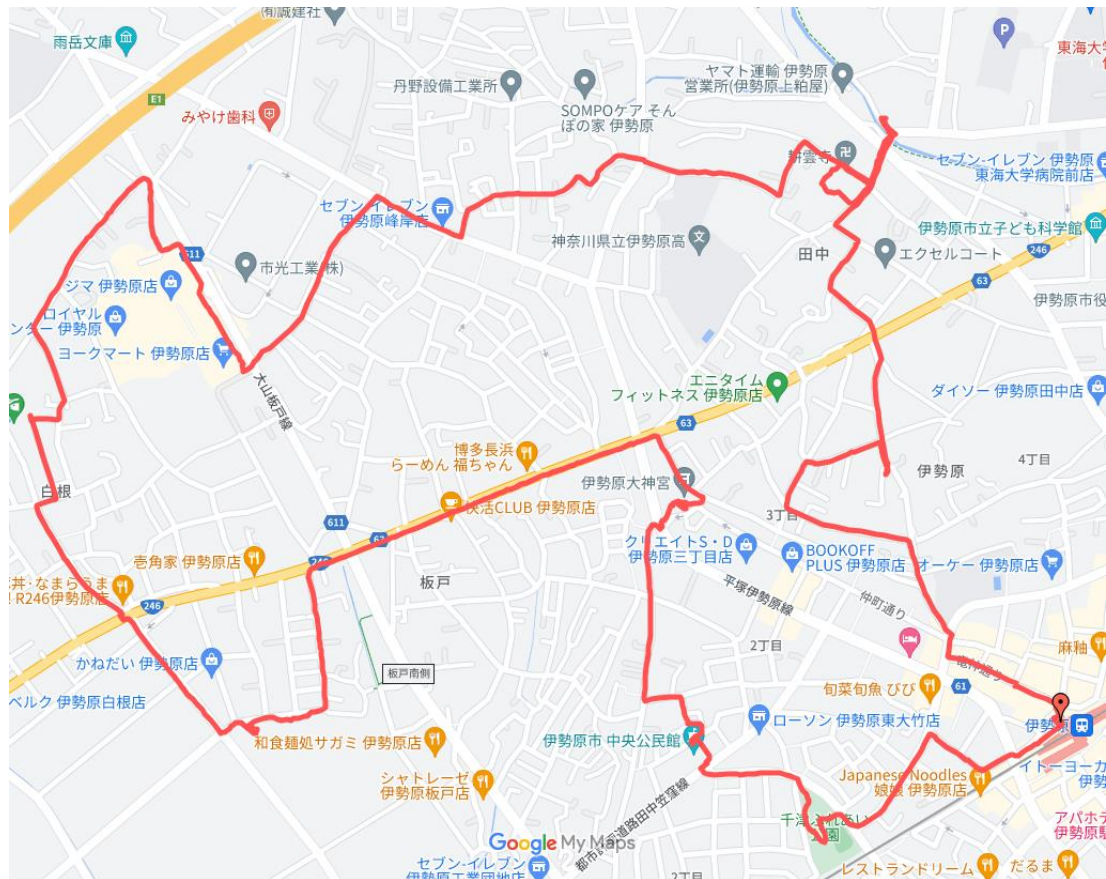 (有)誠建社
雨岳文庫
P
東海大学
ヤマト運輸 伊勢原
営業所(伊勢原上粕屋)
丹野設備工業所
E1
SOMPOケア そん
ぽの家 伊勢原
みやけ歯科
耕雲寺
セブン-イレブン 伊勢原
東海大学病院前店
セブン-イレブン
伊勢原峰岸店
伊勢原市立子ども科学館
神奈川県立伊勢原高
文
田中
エクセルコート
246
611
市光工業(株)
63
ジマ 伊勢原店
伊勢原市役
ロイヤル
ンター 伊勢原
ヨークマート 伊勢原店
大山板戸線
エニタイム
フィットネス 伊勢原店
ダイソー 伊勢原田中店
63
博多長浜
らーめん 福ちゃん
伊勢原
4丁目
白根
伊勢原大神宮
快活CLUB 伊勢原店
3丁目
611
クリエイトS・D
伊勢原三丁目店
BOOKOFF
PLUS 伊勢原店
オーケー 伊勢原店
壱角家 伊勢原店
板戸
丼・なまらうま
R246伊勢原店
246
平塚伊勢原線
仲町通り
2丁目
麻釉
かねだい 伊勢原店
板戸南側
竜神通り
61
旬菜旬魚 びび
ベルク 伊勢原白根店
ローソン 伊勢原東大竹店
伊勢原
和食麺処サガミ 伊勢原店
伊勢原市 中央公民館
イトーヨーカ
シャトレーゼ
伊勢原板戸店
Japanese Noodles
娘娘 伊勢原店
千津ふれあい
公園
アパホテ
伊勢原駅
Google My Maps
都市計画道路田中笠窪線
セブン-イレブン
伊勢原工業団地店
2丁目
レストランドリーム
だるま